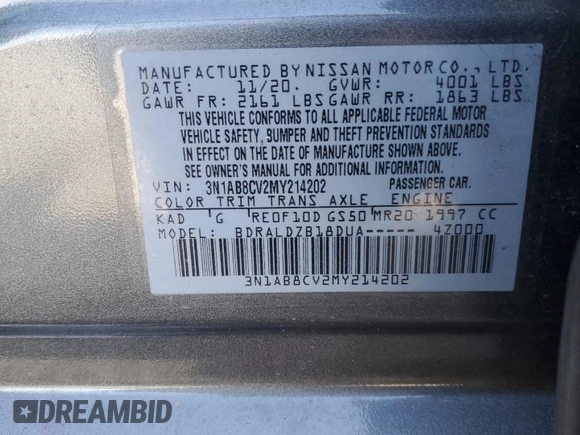 MANUFACTURED BY NISSAN MOTOR CO., LTD.
DATE: 11/20. GVWR: 4001 LBS
GAWR FR: 2161 LBS GAWR RR: 1863 LBS
THIS VEHICLE CONFORMS TO ALL APPLICABLE FEDERAL MOTOR
VEHICLE SAFETY, BUMPER AND THEFT PREVENTION STANDARDS
IN EFFECT ON THE DATE OF MANUFACTURE SHOWN ABOVE.
SEE OWNER'S MANUAL FOR ADDITIONAL INFORMATION.
VIN: 3N1AB8CV2MY214202 PASSENGER CAR.
COLOR TRIM TRANS AXLE ENGINE
KAD G RE0F10D GS50 MR20 1997 CC
MODEL: BDRALDZB18DUA----- 4Z000
3N1AB8CV2MY214202
DREAMBID